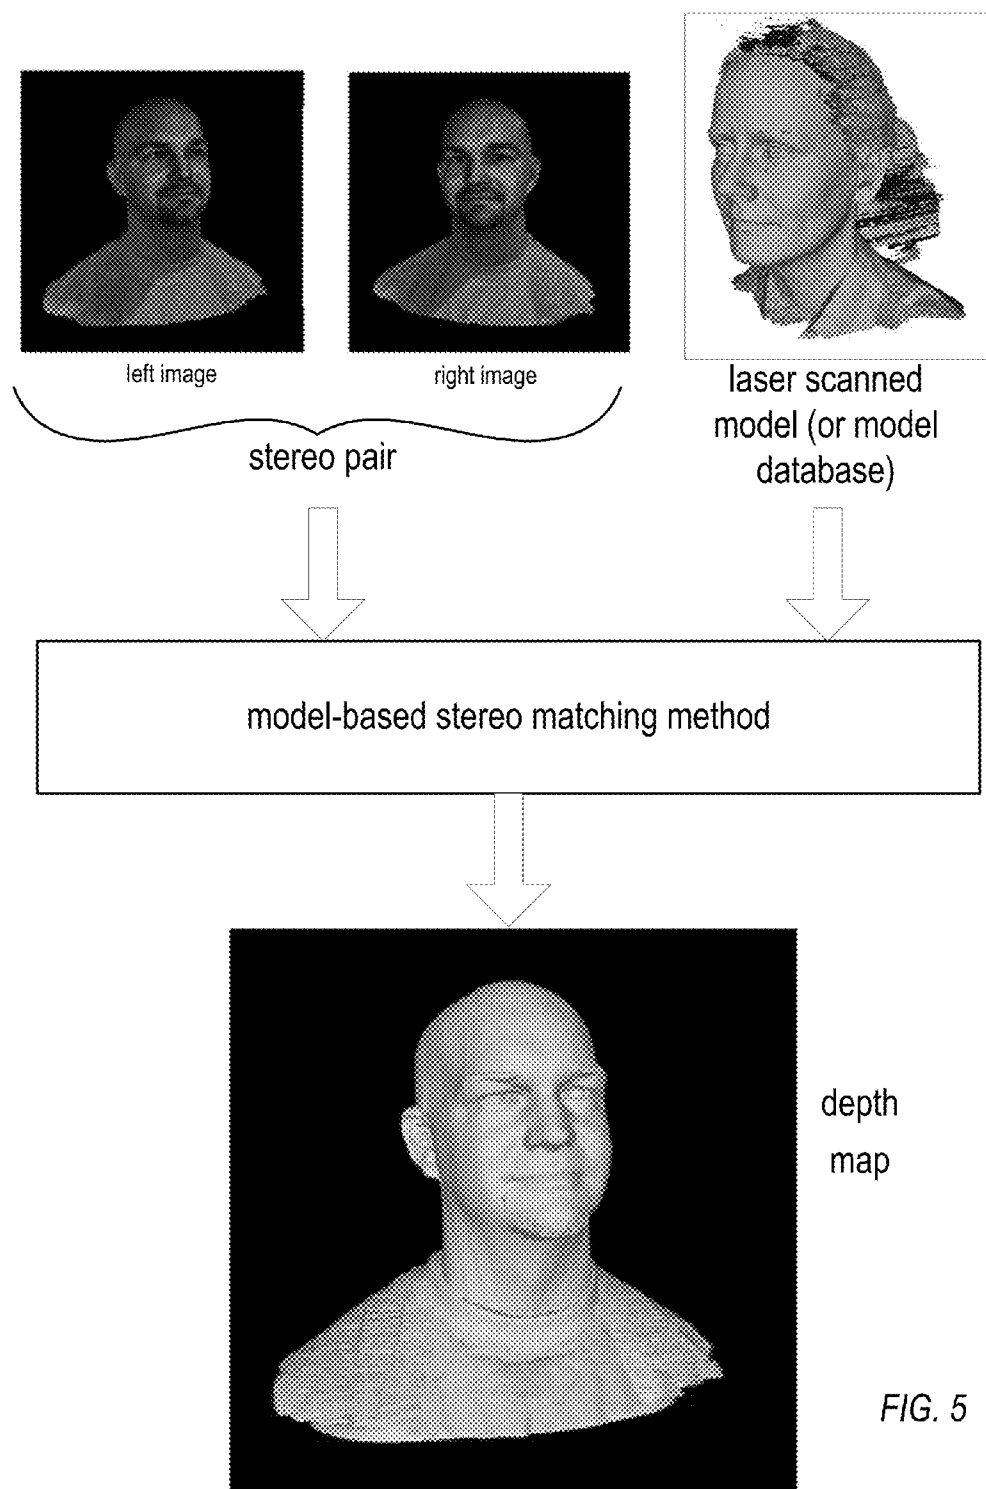 left image
right image
stereo pair
laser scanned
model (or model
database)
model-based stereo matching method
depth
map
FIG. 5